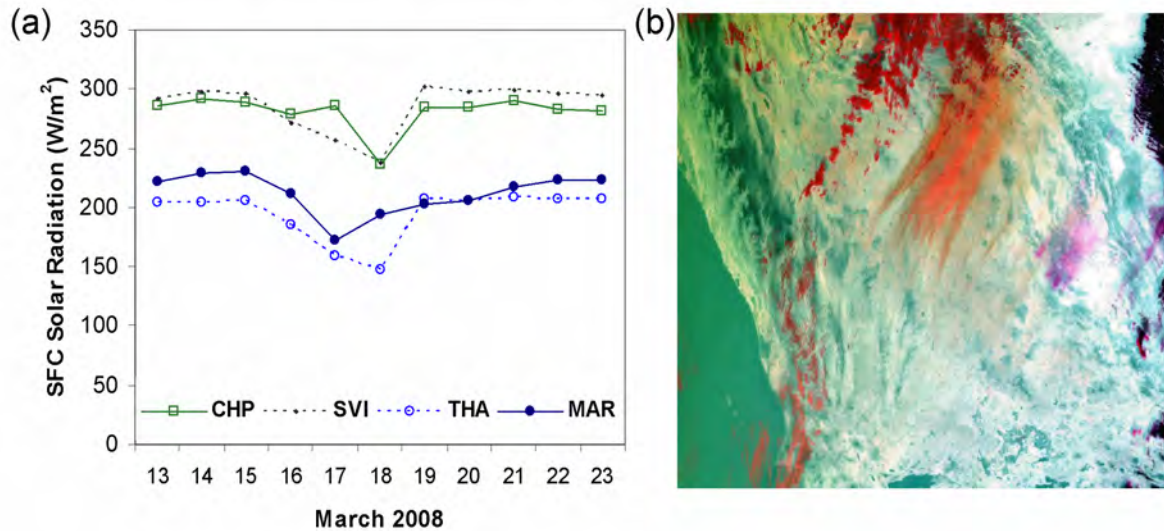 (a)
350
300
250
200
150
100
50
0
SFC Solar Radiation (W/m²)
CHP SVI THA MAR
13 14 15 16 17 18 19 20 21 22 23
March 2008
(b)